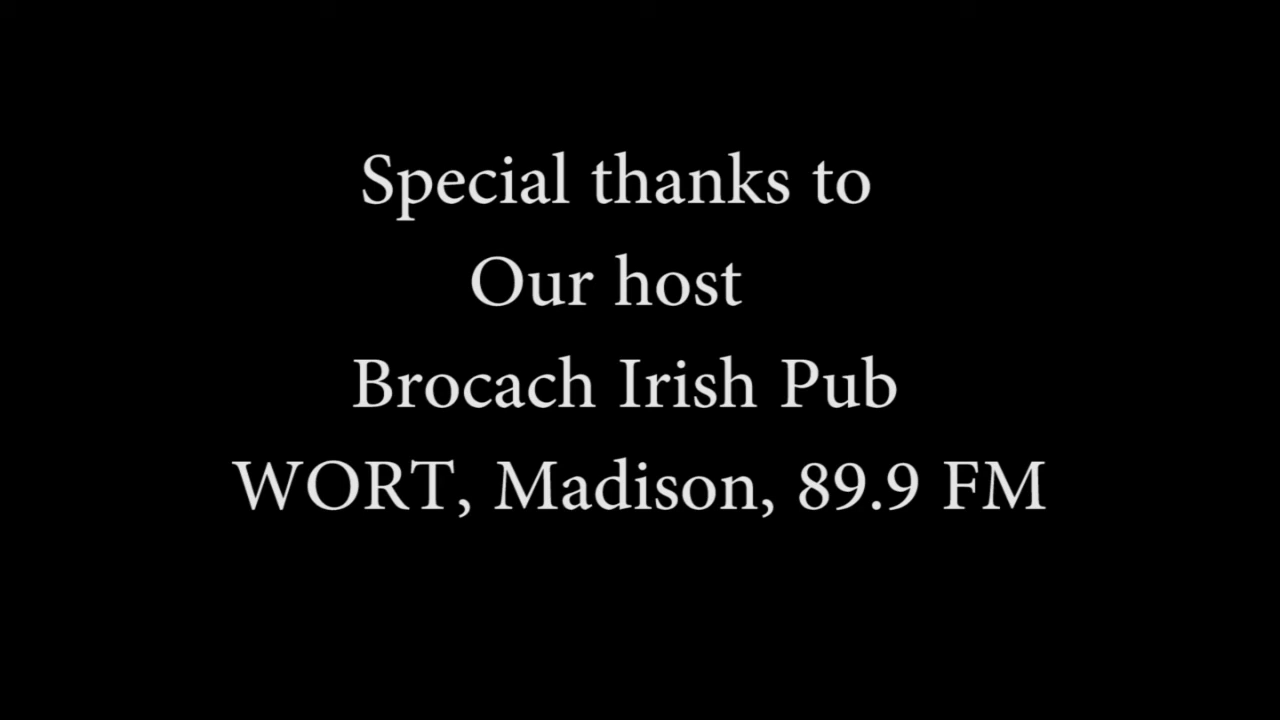 Special thanks to
Our host
Brocach Irish Pub
WORT, Madison, 89.9 FM